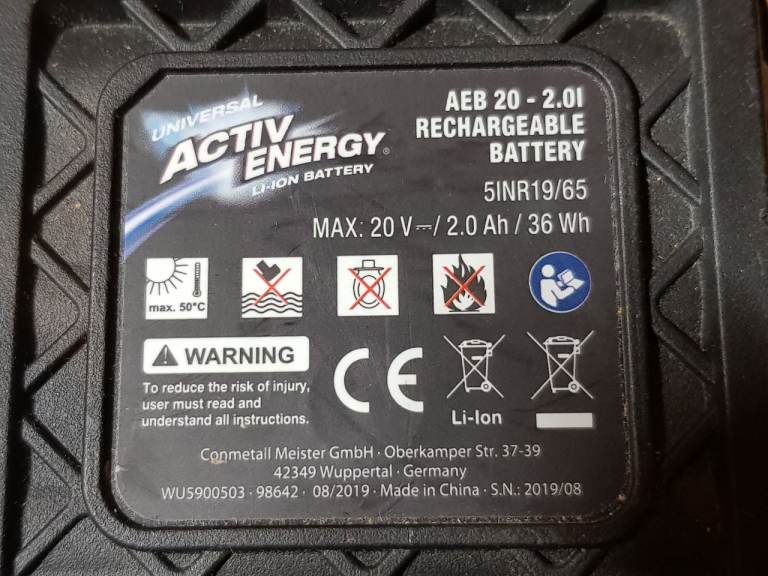 UNIVERSAL
ACTIV
ENERGY®
LI-ION BATTERY
AEB 20 - 2.0I
RECHARGEABLE
BATTERY
5INR19/65
MAX: 20 V⎓/ 2.0 Ah / 36 Wh
max. 50°C
WARNING
To reduce the risk of injury,
user must read and
understand all instructions.
CE
Li-Ion
Conmetall Meister GmbH · Oberkamper Str. 37-39
42349 Wuppertal · Germany
WU5900503 · 98642 · 08/2019 · Made in China · S.N.: 2019/08